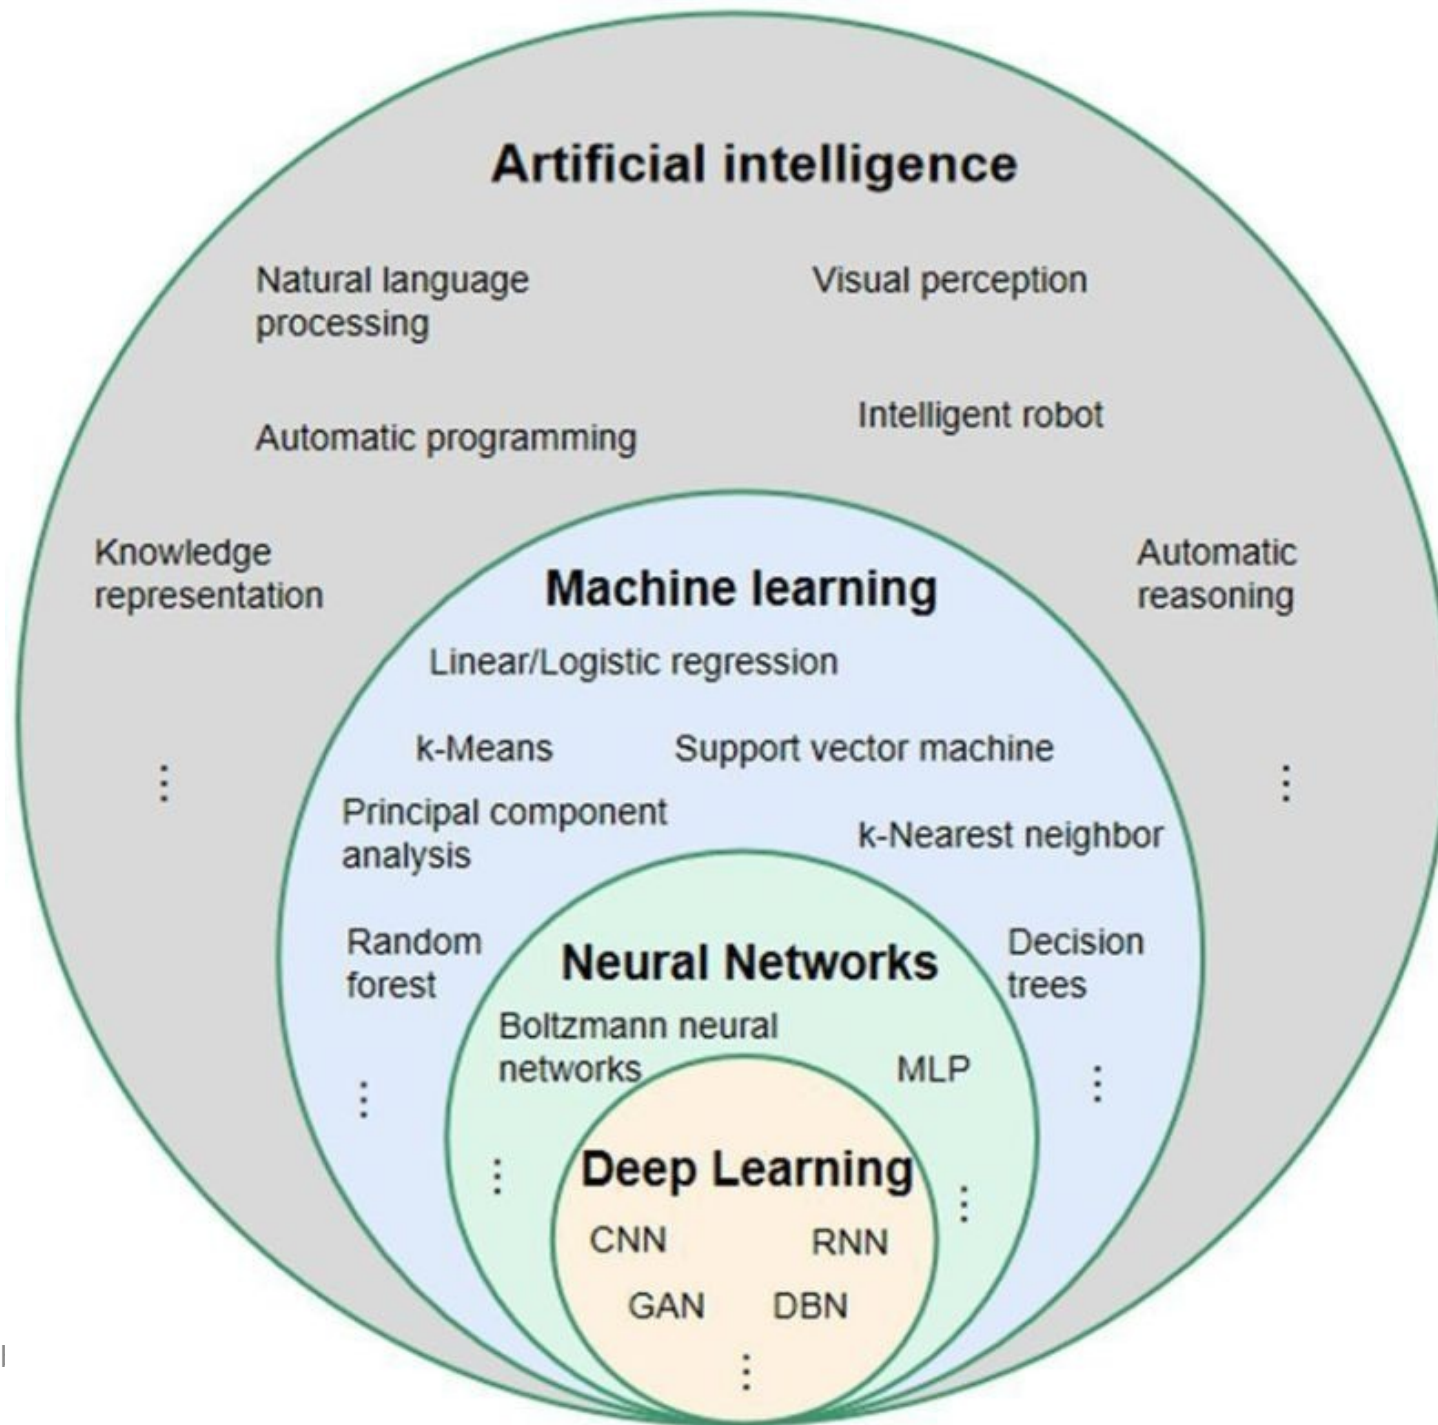 Artificial intelligence
Natural language
processing
Visual perception
Automatic programming
Intelligent robot
Knowledge
representation
Automatic
reasoning
Machine learning
Linear/Logistic regression
k-Means
Support vector machine
Principal component
analysis
k-Nearest neighbor
Random
forest
Decision
trees
Neural Networks
Boltzmann neural
networks
MLP
Deep Learning
CNN
RNN
GAN
DBN